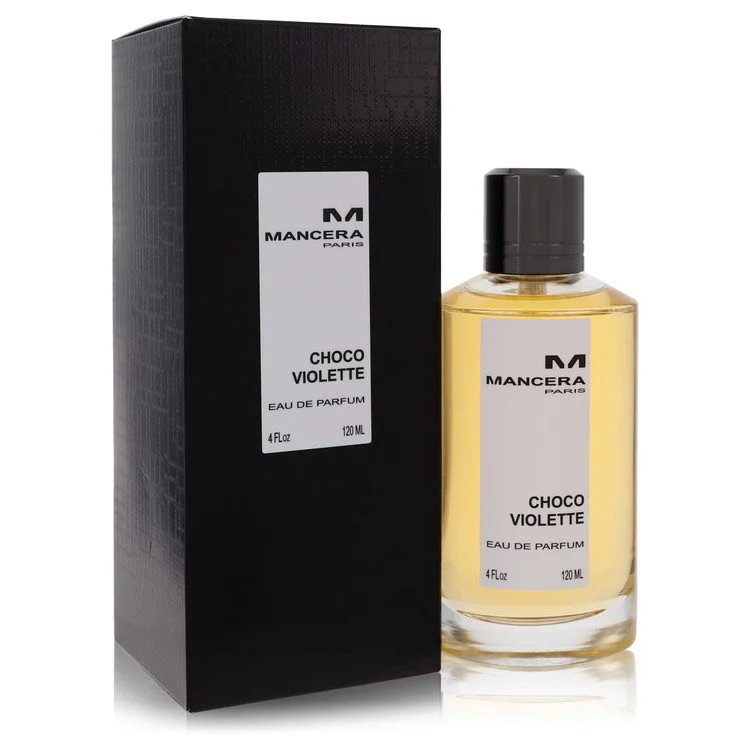 M
MANCERA
PARIS
CHOCO
VIOLETTE
EAU DE PARFUM
4 FLoz 120 ML
M
MANCERA
PARIS
CHOCO
VIOLETTE
EAU DE PARFUM
4 FLoz 120 ML